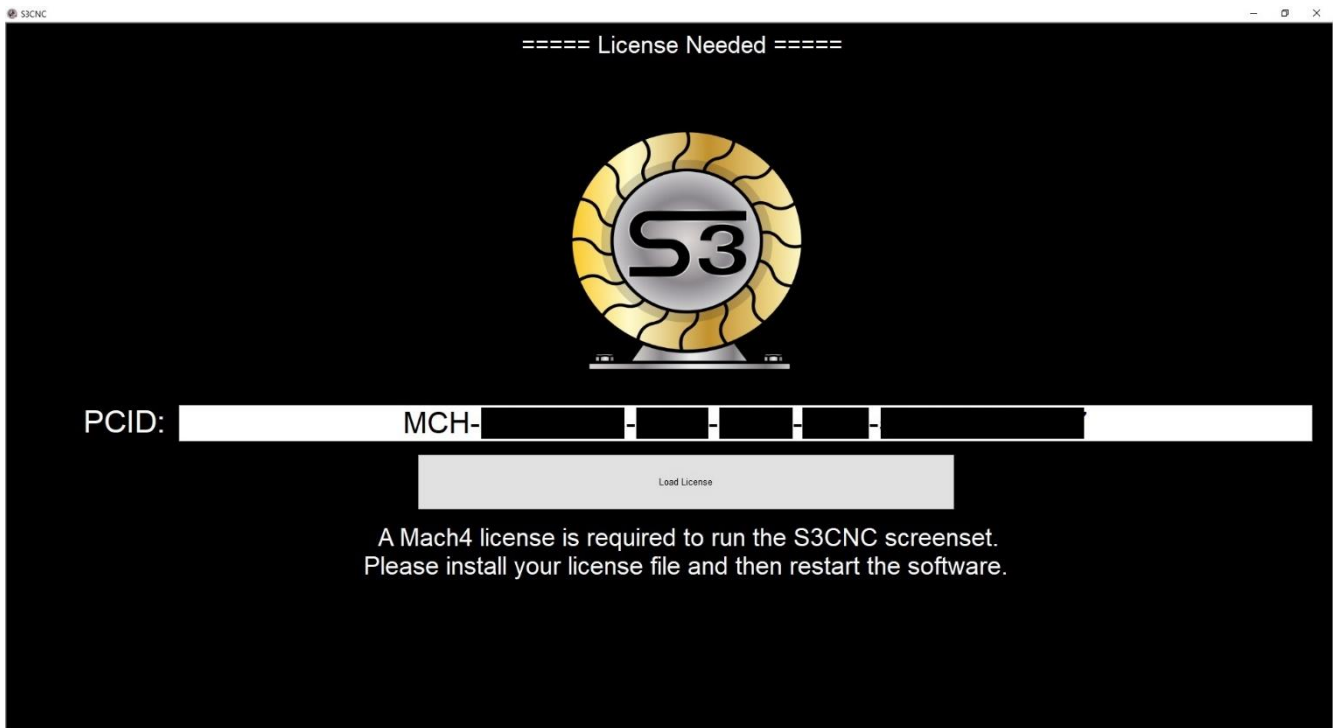 S3CNC
===== License Needed =====
S3
PCID: MCH- - - - -
Load License
A Mach4 license is required to run the S3CNC screenset.
Please install your license file and then restart the software.